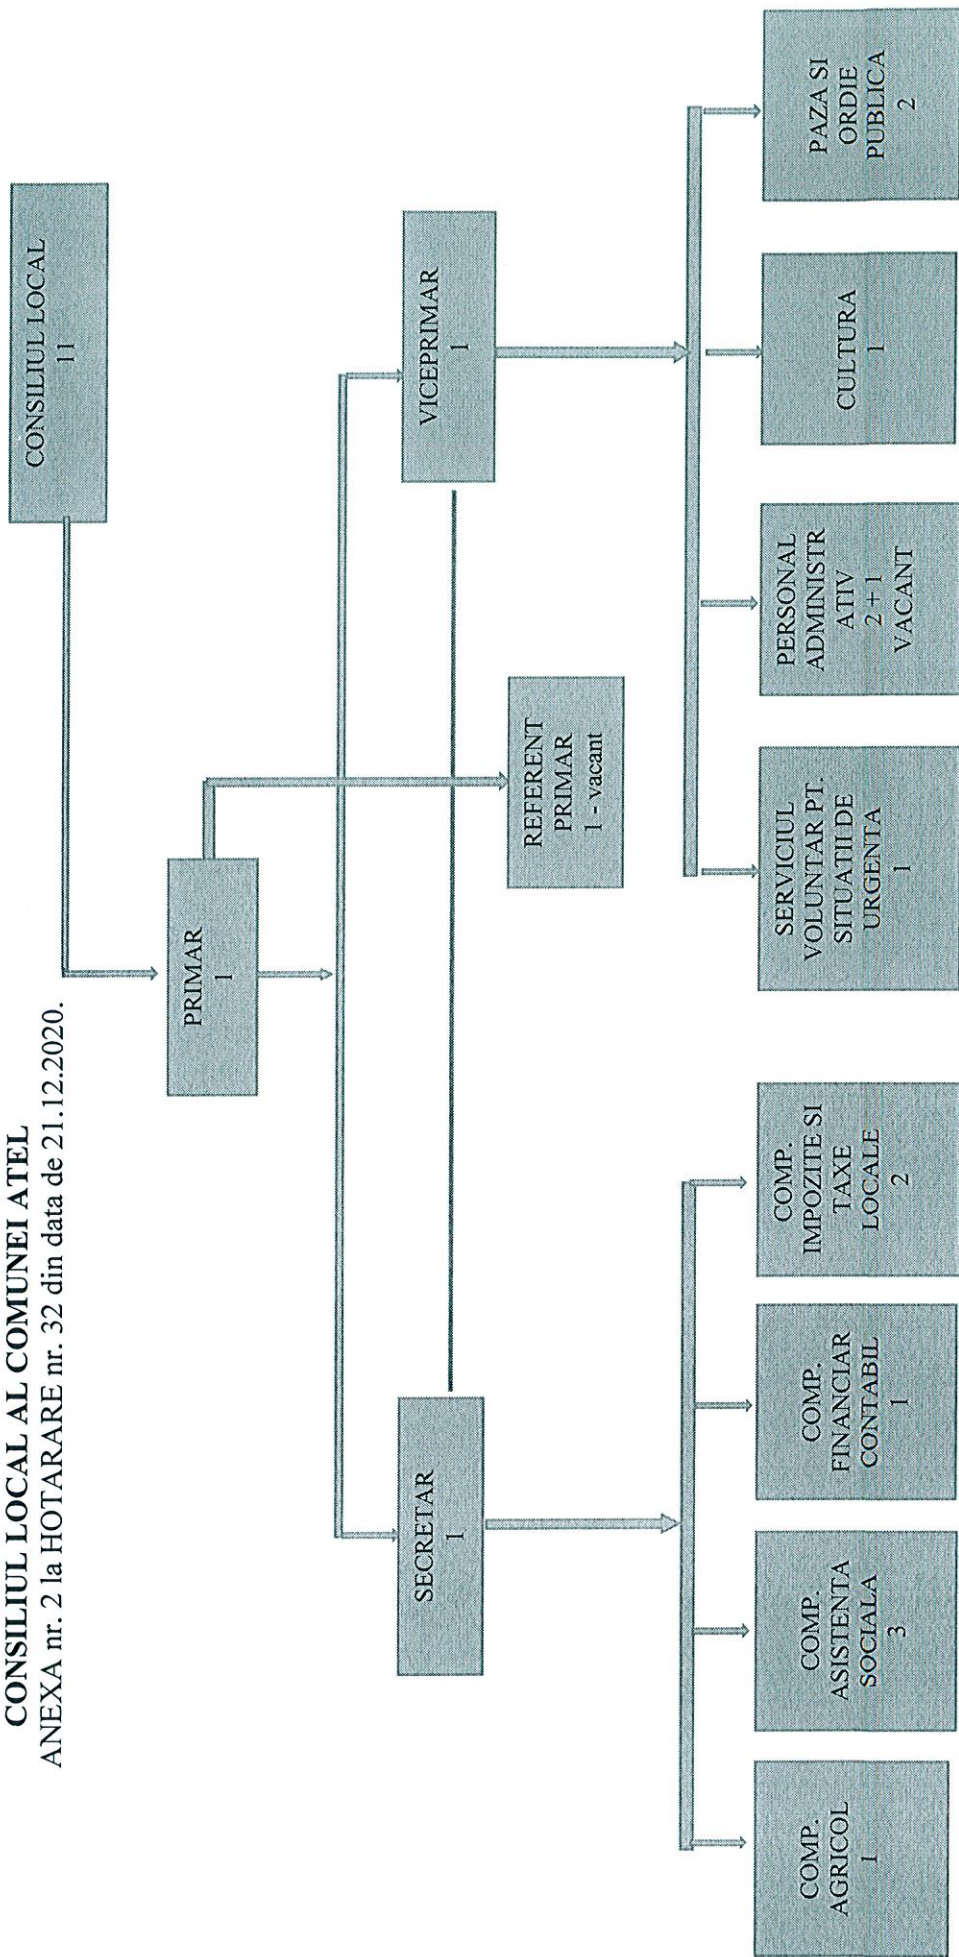 CONSILIUL LOCAL AL COMUNEI ATEL
ANEXA nr. 2 la HOTARARE nr. 32 din data de 21.12.2020.
CONSILIUL LOCAL
11
PRIMAR
1
REFERENT
PRIMAR
1 - vacant
SECRETAR
1
VICEPRIMAR
1
COMP.
AGRICOL
1
COMP.
ASISTENTA
SOCIALA
3
COMP.
FINANCIAR
CONTABIL
1
COMP.
IMPOZITE SI
TAXE
LOCALE
2
SERVICIUL
VOLUNTAR PT.
SITUATII DE
URGENTA
1
PERSONAL
ADMINISTR
ATIV
2 + 1
VACANT
CULTURA
1
PAZA SI
ORDIE
PUBLICA
2